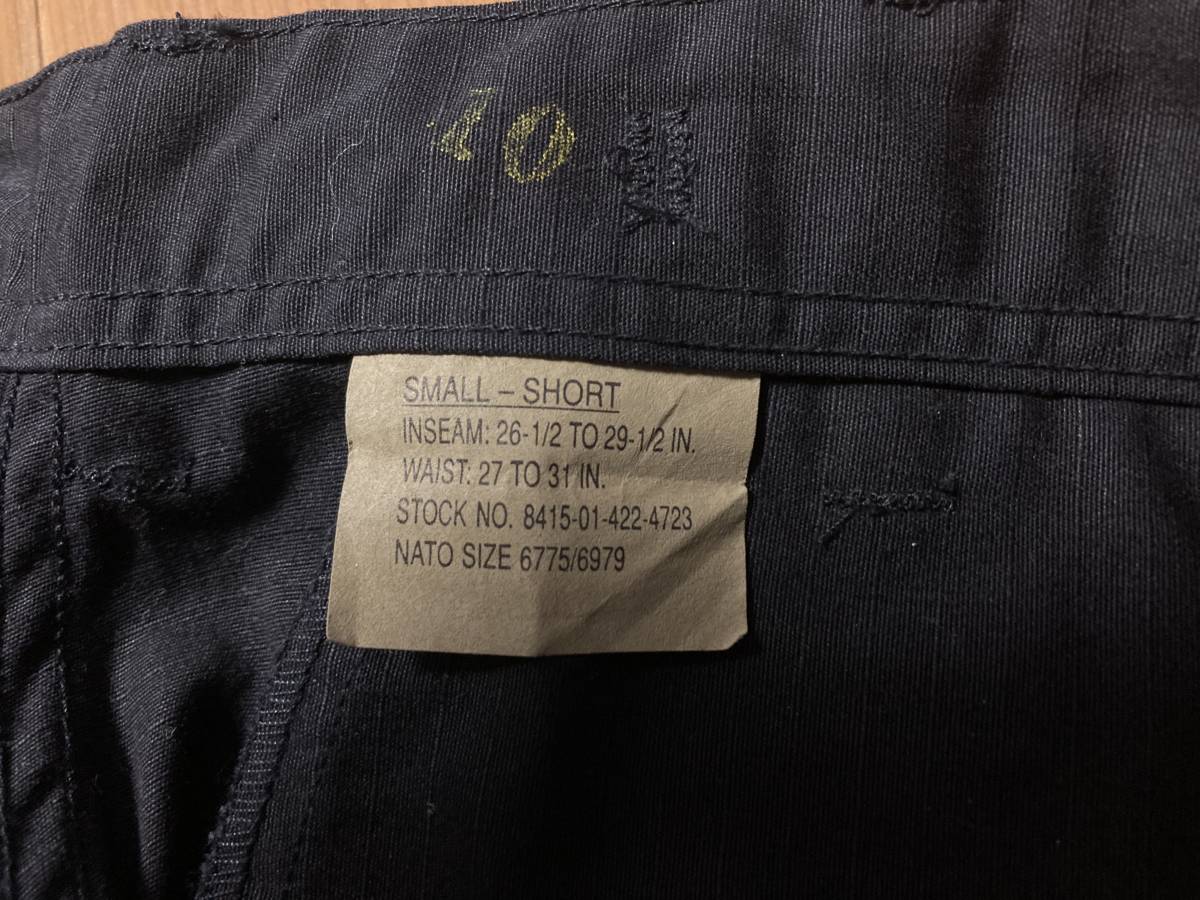 10
SMALL – SHORT
INSEAM: 26-1/2 TO 29-1/2 IN.
WAIST: 27 TO 31 IN.
STOCK NO. 8415-01-422-4723
NATO SIZE 6775/6979